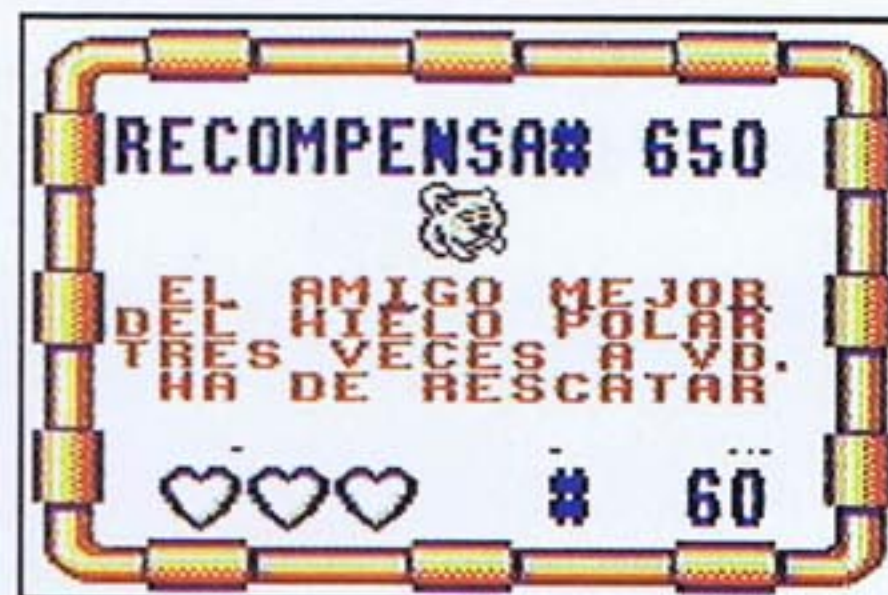 RECOMPENSA# 650
EL AMIGO MEJOR
DEL HIELO POLAR
TRES VECES A VD.
HA DE RESCATAR
# 60